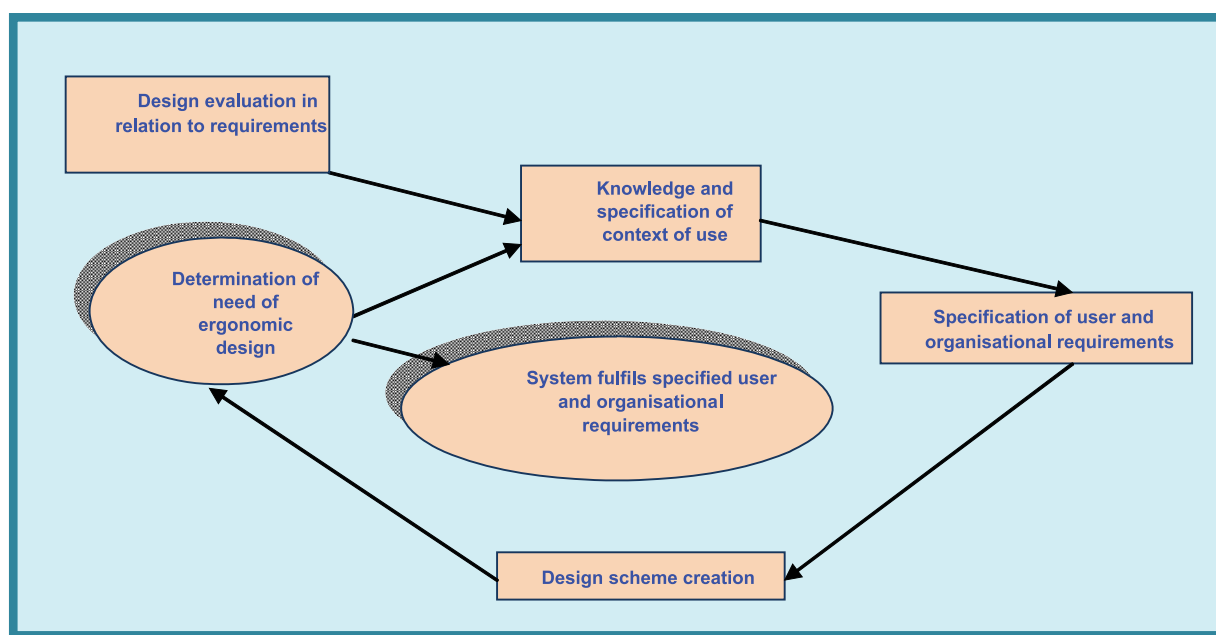 Design evaluation in
relation to requirements
Knowledge and
specification of
context of use
Determination of
need of
ergonomic
design
Specification of user and
organisational requirements
System fulfils specified user
and organisational
requirements
Design scheme creation